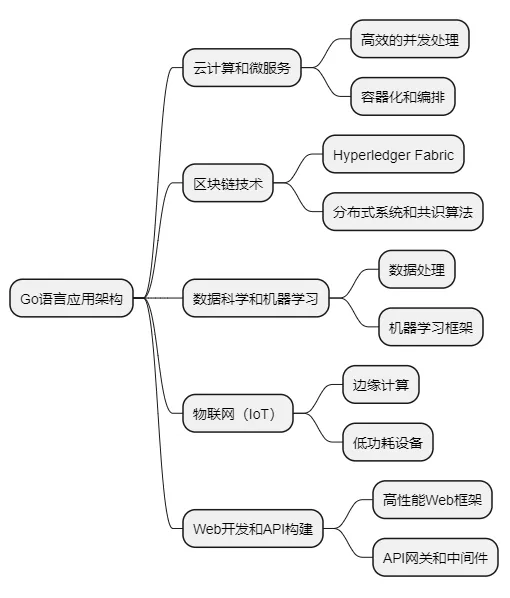 Go语言应用架构
云计算和微服务
高效的并发处理
容器化和编排
区块链技术
Hyperledger Fabric
分布式系统和共识算法
数据科学和机器学习
数据处理
机器学习框架
物联网（IoT）
边缘计算
低功耗设备
Web开发和API构建
高性能Web框架
API网关和中间件